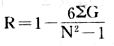 R = 1 - 6ΣG / N² - 1